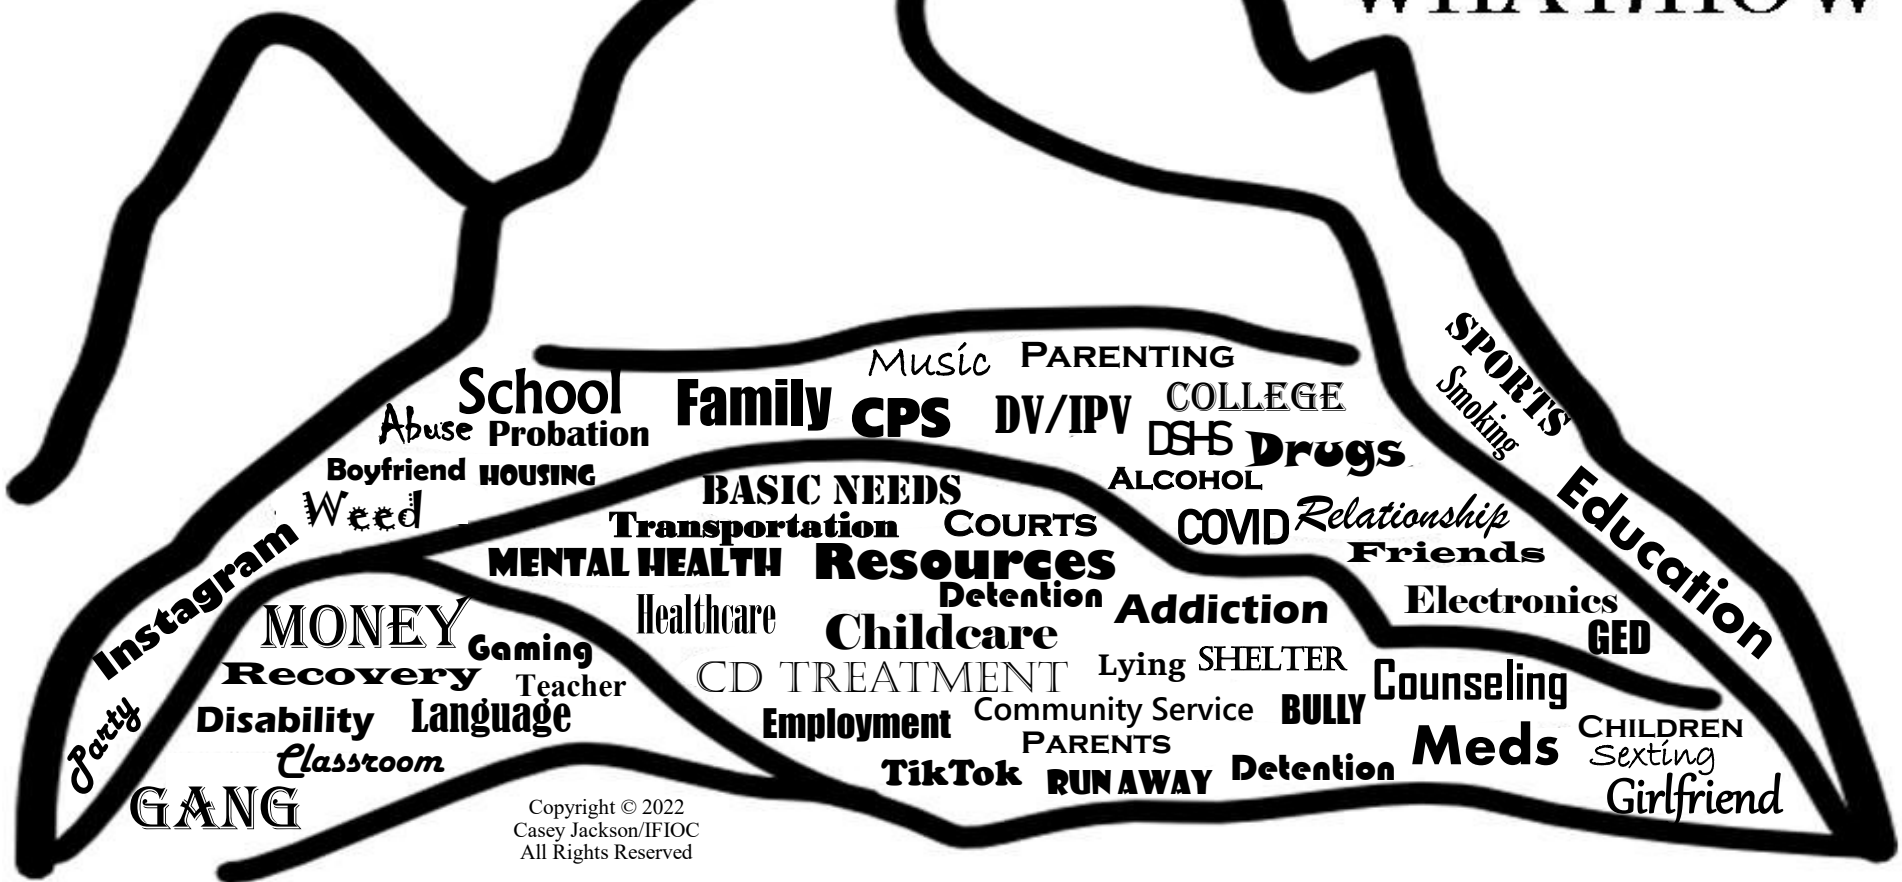 Music
PARENTING
School
Family
CPS
DV/IPV
COLLEGE
SPORTS
Smoking
Abuse
Probation
DSHS
Drugs
Boyfriend
HOUSING
BASIC NEEDS
ALCOHOL
Weed
Transportation
COURTS
COVID
Relationship
Education
Instagram
MENTAL HEALTH
Resources
Friends
MONEY
Healthcare
Detention
Childcare
Addiction
Electronics
GED
Gaming
Recovery
Teacher
CD TREATMENT
Lying
SHELTER
Counseling
Party
Disability
Language
Employment
Community Service
BULLY
PARENTS
Meds
CHILDREN
Sexting
Classroom
TikTok
RUN AWAY
Detention
Girlfriend
GANG
Copyright © 2022
Casey Jackson/IFIOC
All Rights Reserved